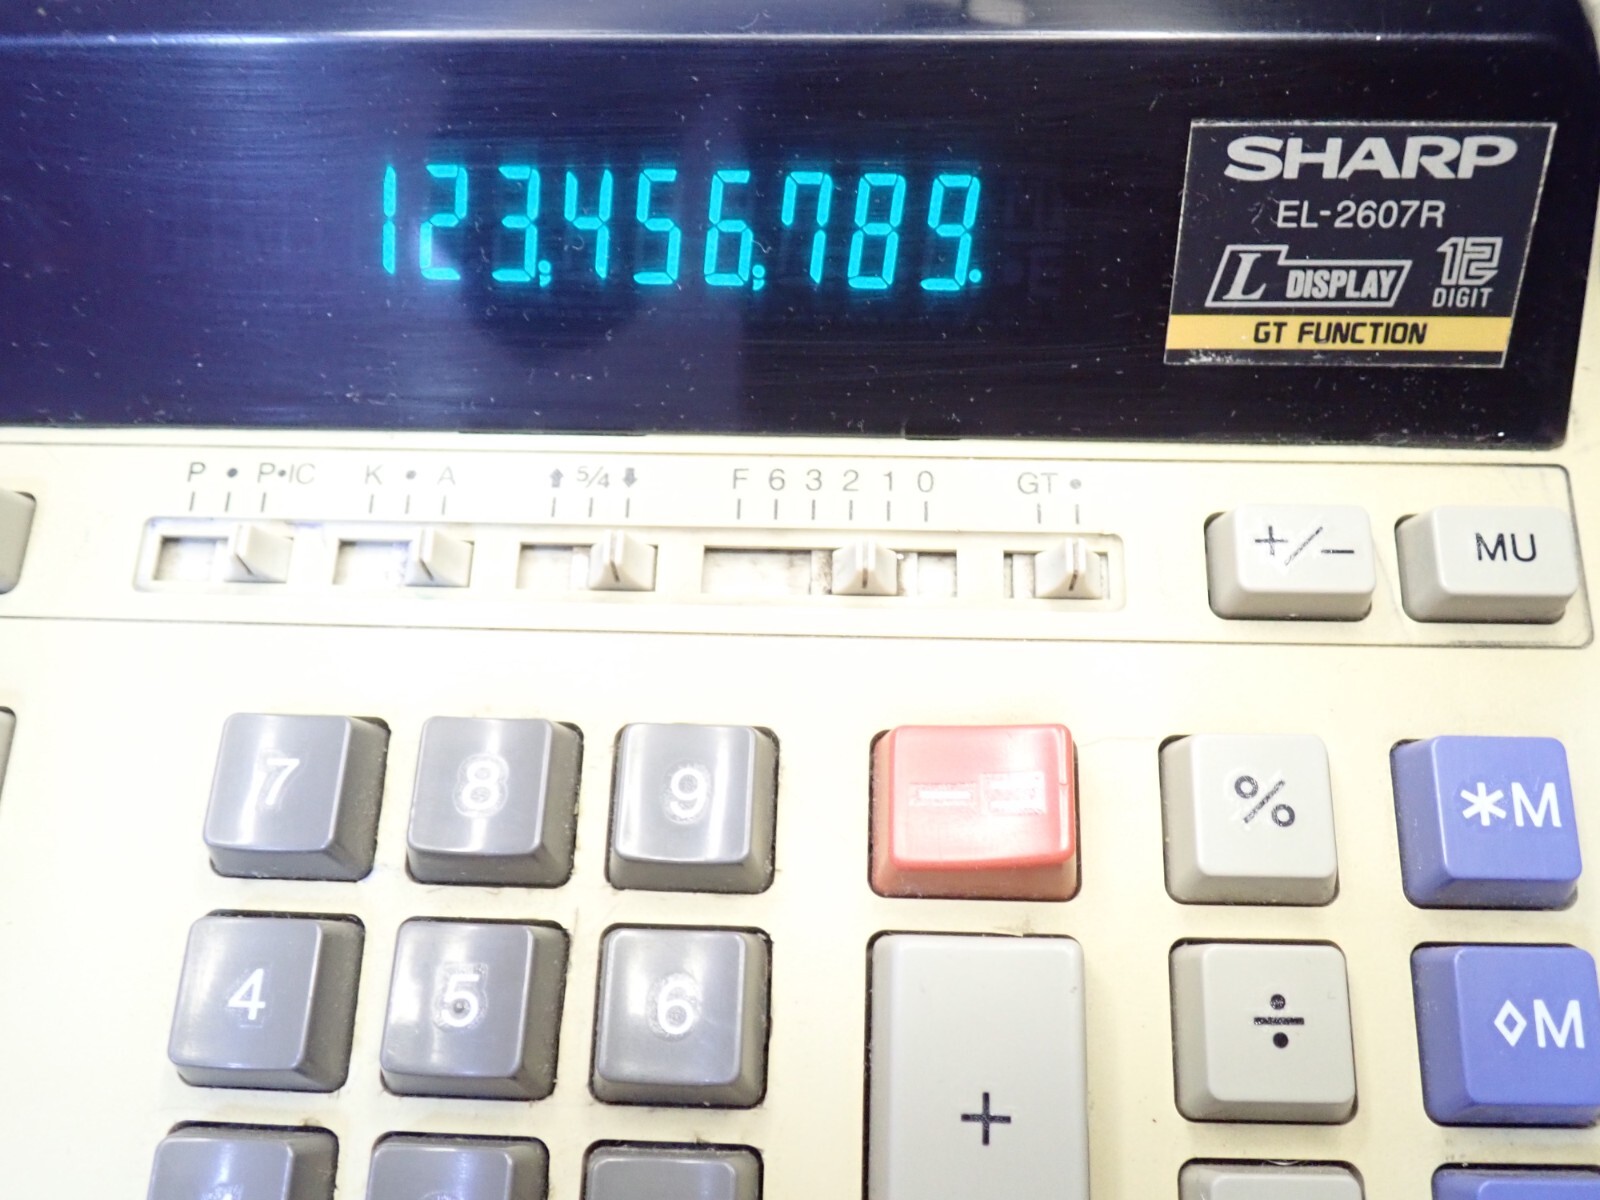 123,456,789.
SHARP
EL-2607R
L DISPLAY 12 DIGIT
GT FUNCTION
P • P•IC K • A ⬆ 5/4 ⬇ F 6 3 2 1 0 GT •
+/− MU
7 8 9 − % *M
4 5 6 + ÷ ◊M